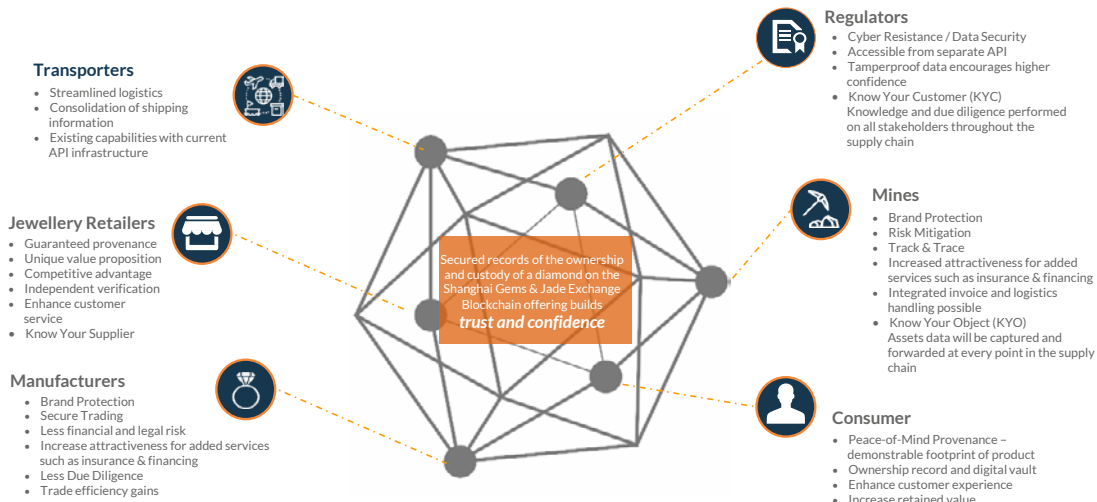 Transporters
• Streamlined logistics
• Consolidation of shipping
information
• Existing capabilities with current
API infrastructure
Jewellery Retailers
• Guaranteed provenance
• Unique value proposition
• Competitive advantage
• Independent verification
• Enhance customer
service
• Know Your Supplier
Manufacturers
• Brand Protection
• Secure Trading
• Less financial and legal risk
• Increase attractiveness for added services
such as insurance & financing
• Less Due Diligence
• Trade efficiency gains
Secured records of the ownership
and custody of a diamond on the
Shanghai Gems & Jade Exchange
Blockchain offering builds
trust and confidence
Regulators
• Cyber Resistance / Data Security
• Accessible from separate API
• Tamperproof data encourages higher
confidence
• Know Your Customer (KYC)
Knowledge and due diligence performed
on all stakeholders throughout the
supply chain
Mines
• Brand Protection
• Risk Mitigation
• Track & Trace
• Increased attractiveness for added
services such as insurance & financing
• Integrated invoice and logistics
handling possible
• Know Your Object (KYO)
Assets data will be captured and
forwarded at every point in the supply
chain
Consumer
• Peace-of-Mind Provenance –
demonstrable footprint of product
• Ownership record and digital vault
• Enhance customer experience
• Increase retained value